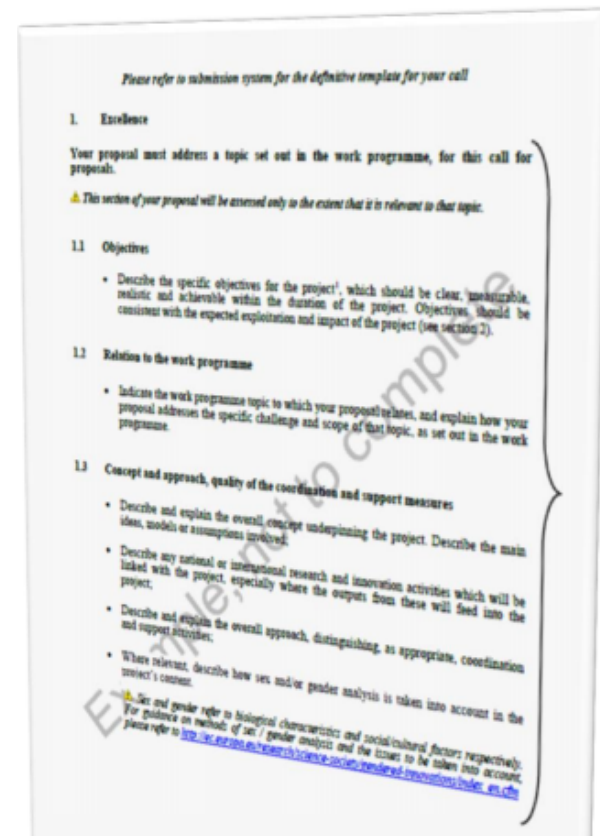 Please refer to submission system for the definitive template for your call
1. Excellence
Your proposal must address a topic set out in the work programme, for this call for
proposals.
⚠ This section of your proposal will be assessed only to the extent that it is relevant to that topic.
1.1 Objectives
• Describe the specific objectives for the project¹, which should be clear, measurable,
realistic and achievable within the duration of the project. Objectives should be
consistent with the expected exploitation and impact of the project (see section 2).
1.2 Relation to the work programme
• Indicate the work programme topic to which your proposal relates, and explain how your
proposal addresses the specific challenge and scope of that topic, as set out in the work
programme.
1.3 Concept and approach, quality of the coordination and support measures
• Describe and explain the overall concept underpinning the project. Describe the main
ideas, models or assumptions involved;
• Describe any national or international research and innovation activities which will be
linked with the project, especially where the outputs from these will feed into the
project;
• Describe and explain the overall approach, distinguishing, as appropriate, coordination
and support activities;
• Where relevant, describe how sex and/or gender analysis is taken into account in the
project's content.
⚠ Sex and gender refer to biological characteristics and social/cultural factors respectively.
For guidance on methods of sex / gender analysis and the issues to be taken into account,
please refer to http://ec.europa.eu/research/science-society/gendered-innovations/index_en.cfm
Example, not to complete